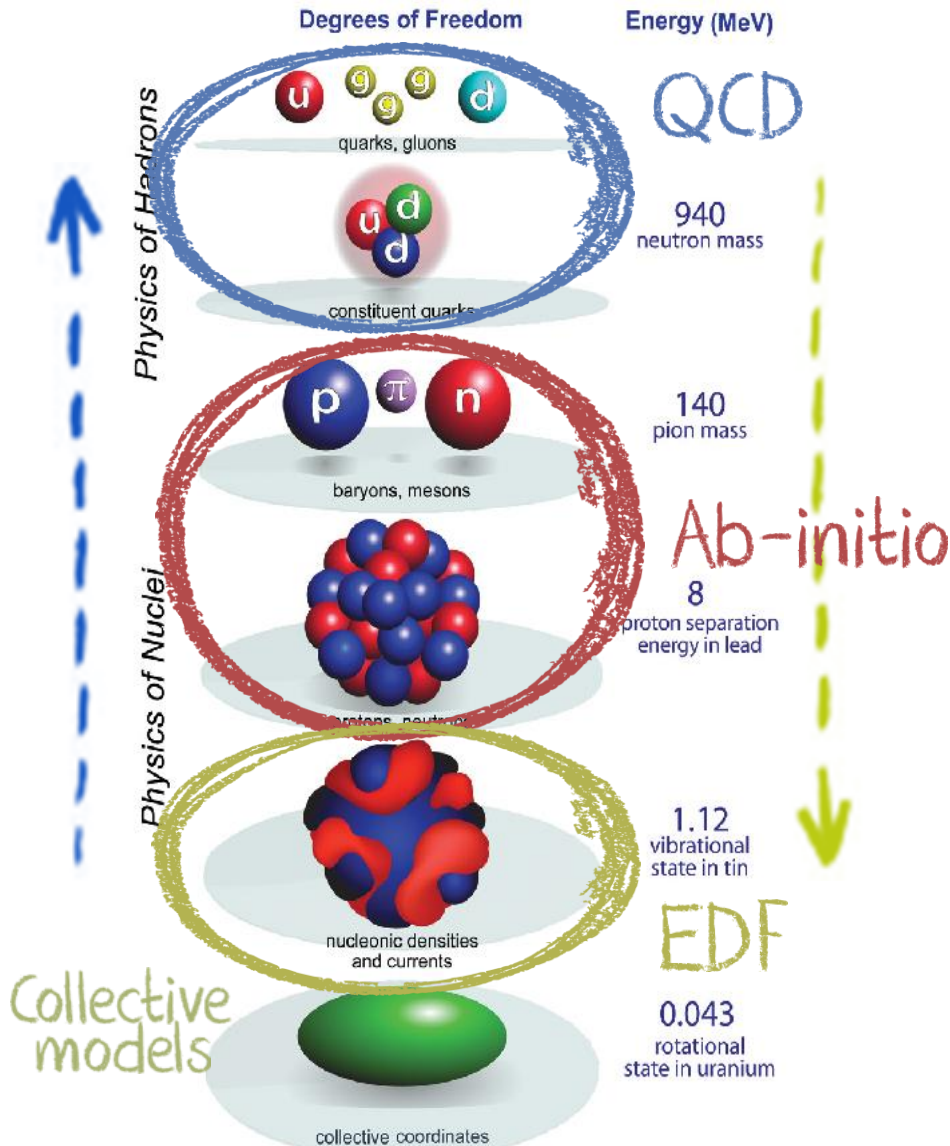 Degrees of Freedom
Energy (MeV)
QCD
u g g g d
quarks, gluons
Physics of Hadrons
u d d
940
neutron mass
constituent quarks
p π n
140
pion mass
baryons, mesons
Ab-initio
8
proton separation
energy in lead
Physics of Nuclei
protons, neutrons
1.12
vibrational
state in tin
nucleonic densities
and currents
EDF
Collective
models
0.043
rotational
state in uranium
collective coordinates